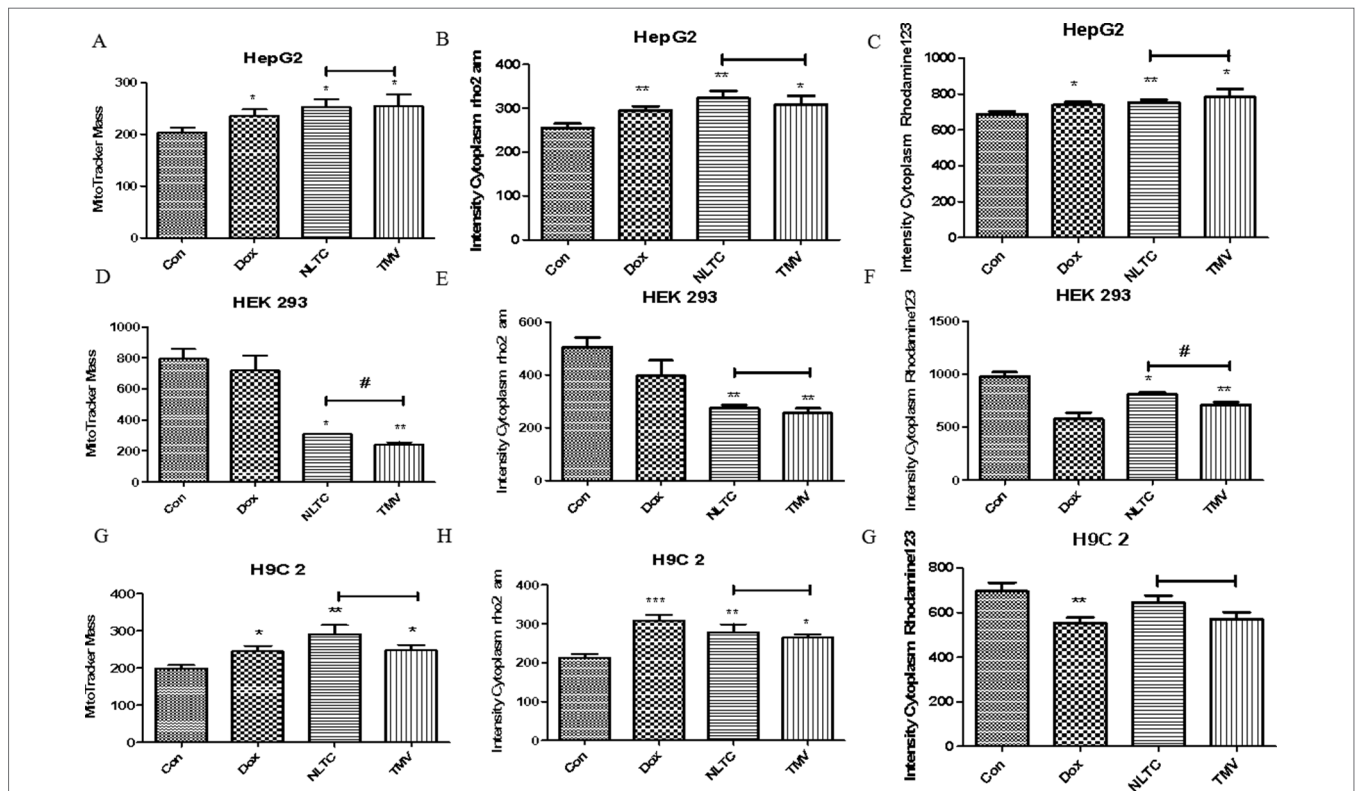 A
HepG2
MitoTracker Mass
300
200
100
0
*
*
*
Con
Dox
NLTC
TMV
B
HepG2
Intensity Cytoplasm rho2 am
400
300
200
100
0
**
**
*
Con
Dox
NLTC
TMV
C
HepG2
Intensity Cytoplasm Rhodamine123
1000
800
600
400
200
0
*
**
*
Con
Dox
NLTC
TMV
D
HEK 293
MitoTracker Mass
1000
800
600
400
200
0
#
*
**
Con
Dox
NLTC
TMV
E
HEK 293
Intensity Cytoplasm rho2 am
600
400
200
0
**
**
Con
Dox
NLTC
TMV
F
HEK 293
Intensity Cytoplasm Rhodamine123
1500
1000
500
0
#
*
**
Con
Dox
NLTC
TMV
G
H9C 2
MitoTracker Mass
400
300
200
100
0
*
**
*
Con
Dox
NLTC
TMV
H
H9C 2
Intensity Cytoplasm rho2 am
400
300
200
100
0
***
**
*
Con
Dox
NLTC
TMV
G
H9C 2
Intensity Cytoplasm Rhodamine123
800
600
400
200
0
**
Con
Dox
NLTC
TMV